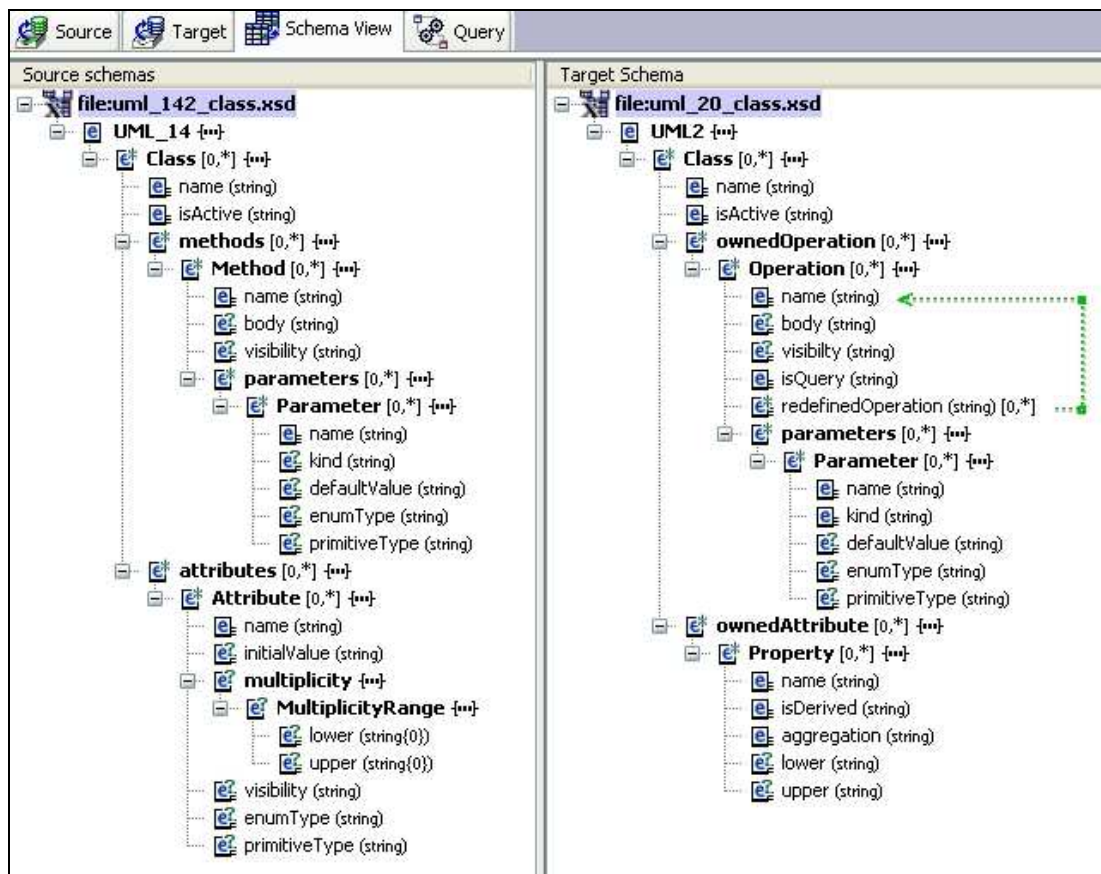 Source Target Schema View Query
Source schemas
file:uml_142_class.xsd
UML_14 {...}
Class [0,*] {...}
name (string)
isActive (string)
methods [0,*] {...}
Method [0,*] {...}
name (string)
body (string)
visibility (string)
parameters [0,*] {...}
Parameter [0,*] {...}
name (string)
kind (string)
defaultValue (string)
enumType (string)
primitiveType (string)
attributes [0,*] {...}
Attribute [0,*] {...}
name (string)
initialValue (string)
multiplicity {...}
MultiplicityRange {...}
lower (string{0})
upper (string{0})
visibility (string)
enumType (string)
primitiveType (string)
Target Schema
file:uml_20_class.xsd
UML2 {...}
Class [0,*] {...}
name (string)
isActive (string)
ownedOperation [0,*] {...}
Operation [0,*] {...}
name (string)
body (string)
visibilty (string)
isQuery (string)
redefinedOperation (string) [0,*]
parameters [0,*] {...}
Parameter [0,*] {...}
name (string)
kind (string)
defaultValue (string)
enumType (string)
primitiveType (string)
ownedAttribute [0,*] {...}
Property [0,*] {...}
name (string)
isDerived (string)
aggregation (string)
lower (string)
upper (string)